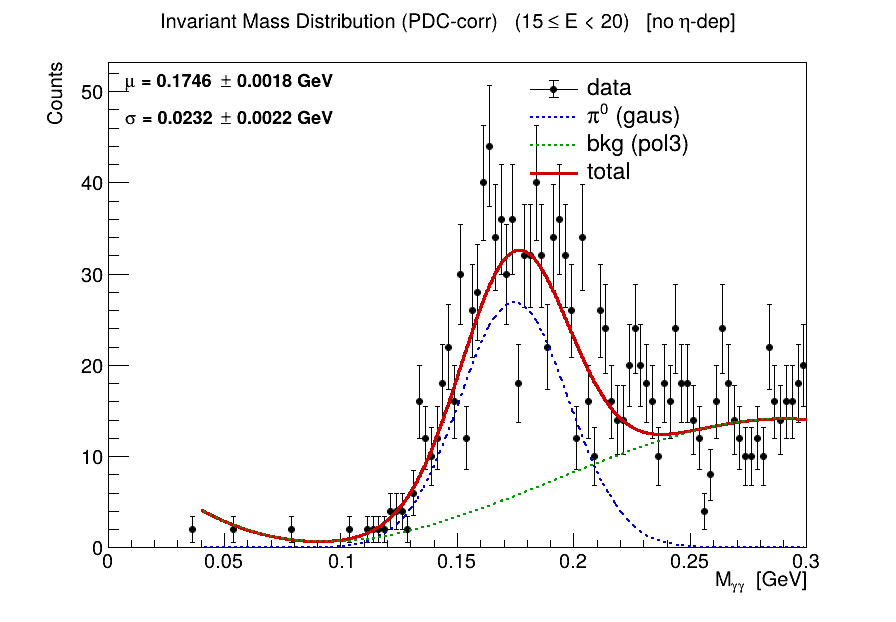 Invariant Mass Distribution (PDC-corr) (15 ≤ E < 20) [no η-dep]
Counts
μ = 0.1746 ± 0.0018 GeV
σ = 0.0232 ± 0.0022 GeV
data
π⁰ (gaus)
bkg (pol3)
total
50
40
30
20
10
0
0 0.05 0.1 0.15 0.2 0.25 0.3
Mγγ [GeV]